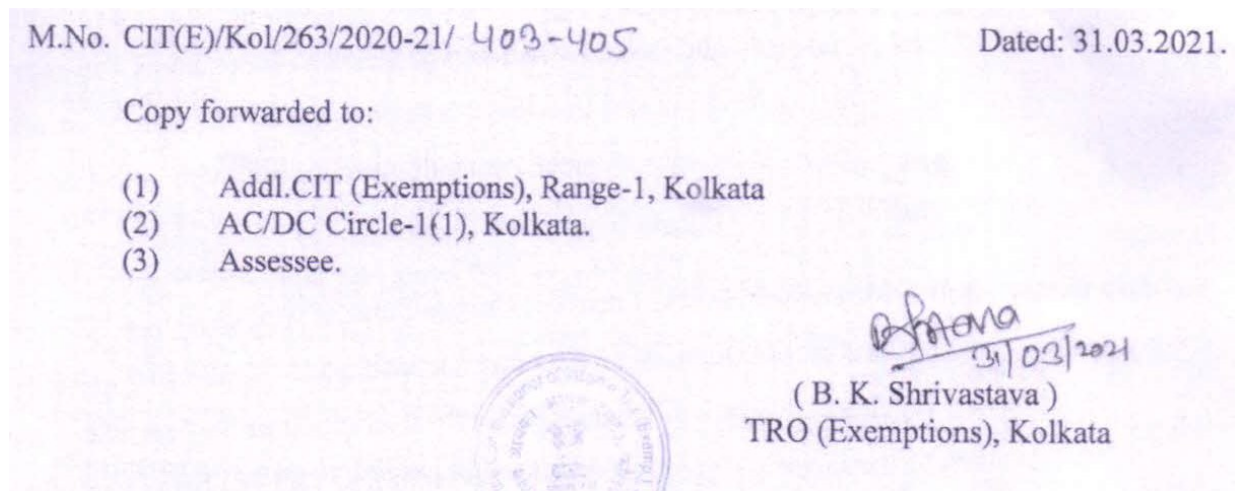 M.No. CIT(E)/Kol/263/2020-21/ 403-405 Dated: 31.03.2021.
Copy forwarded to:
(1) Addl.CIT (Exemptions), Range-1, Kolkata
(2) AC/DC Circle-1(1), Kolkata.
(3) Assessee.
31/03/2021
( B. K. Shrivastava )
TRO (Exemptions), Kolkata